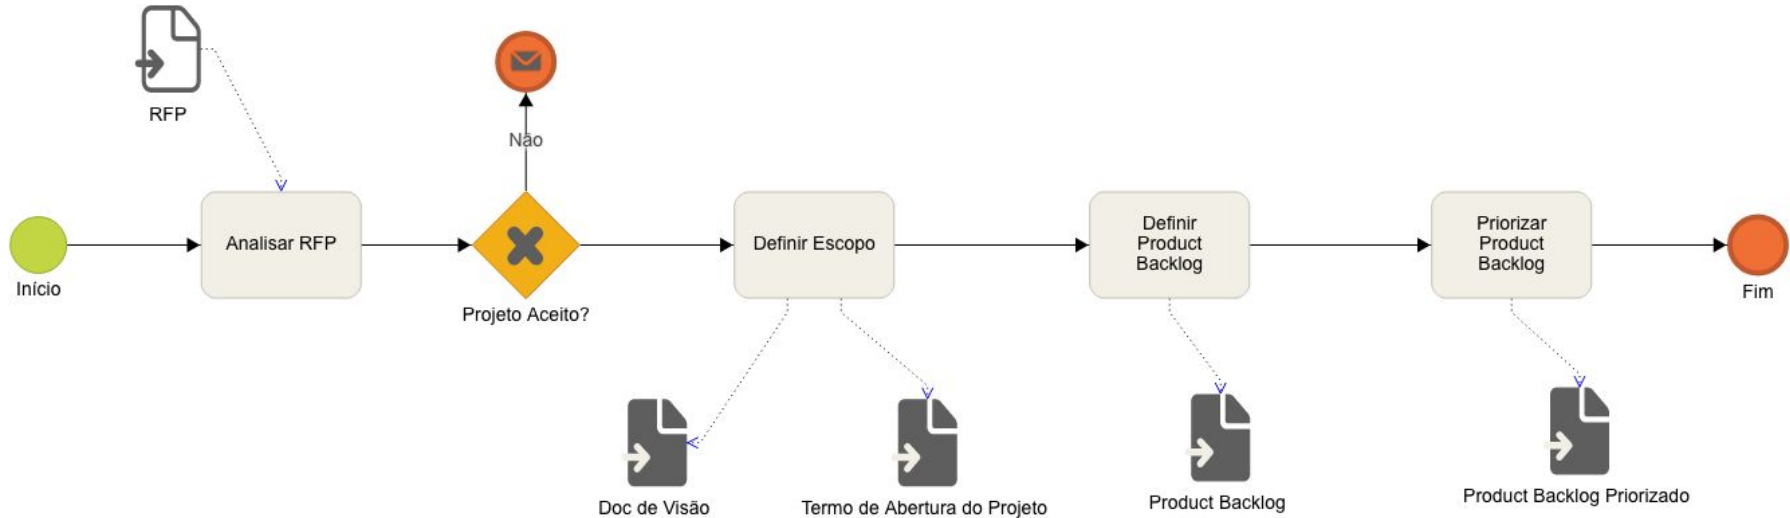 RFP
Não
Início
Analisar RFP
Projeto Aceito?
Definir Escopo
Definir
Product
Backlog
Priorizar
Product
Backlog
Fim
Doc de Visão
Termo de Abertura do Projeto
Product Backlog
Product Backlog Priorizado